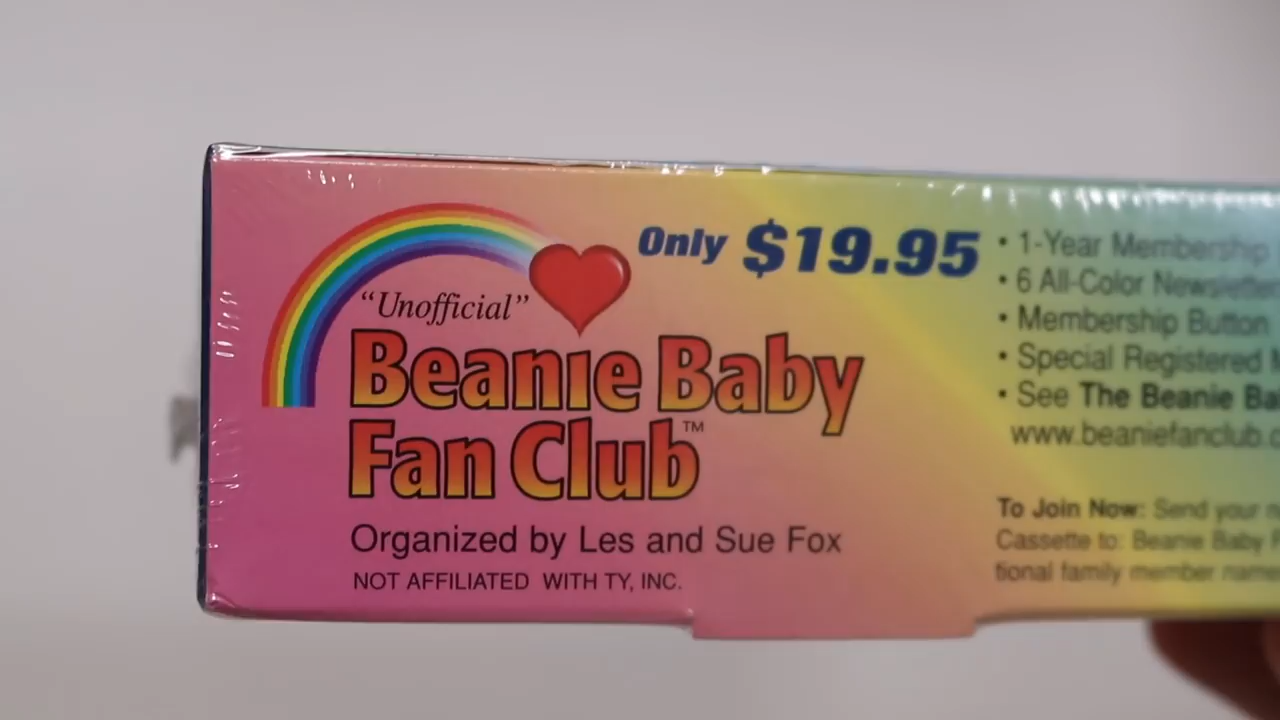 "Unofficial"
Beanie Baby
Fan Club™
Organized by Les and Sue Fox
NOT AFFILIATED WITH TY, INC.
Only $19.95
• 1-Year Membership
• 6 All-Color Newsletter
• Membership Button
• Special Registered
• See The Beanie
www.beaniefanclub.
To Join Now: Send your
Cassette to: Beanie Baby
tional family member name